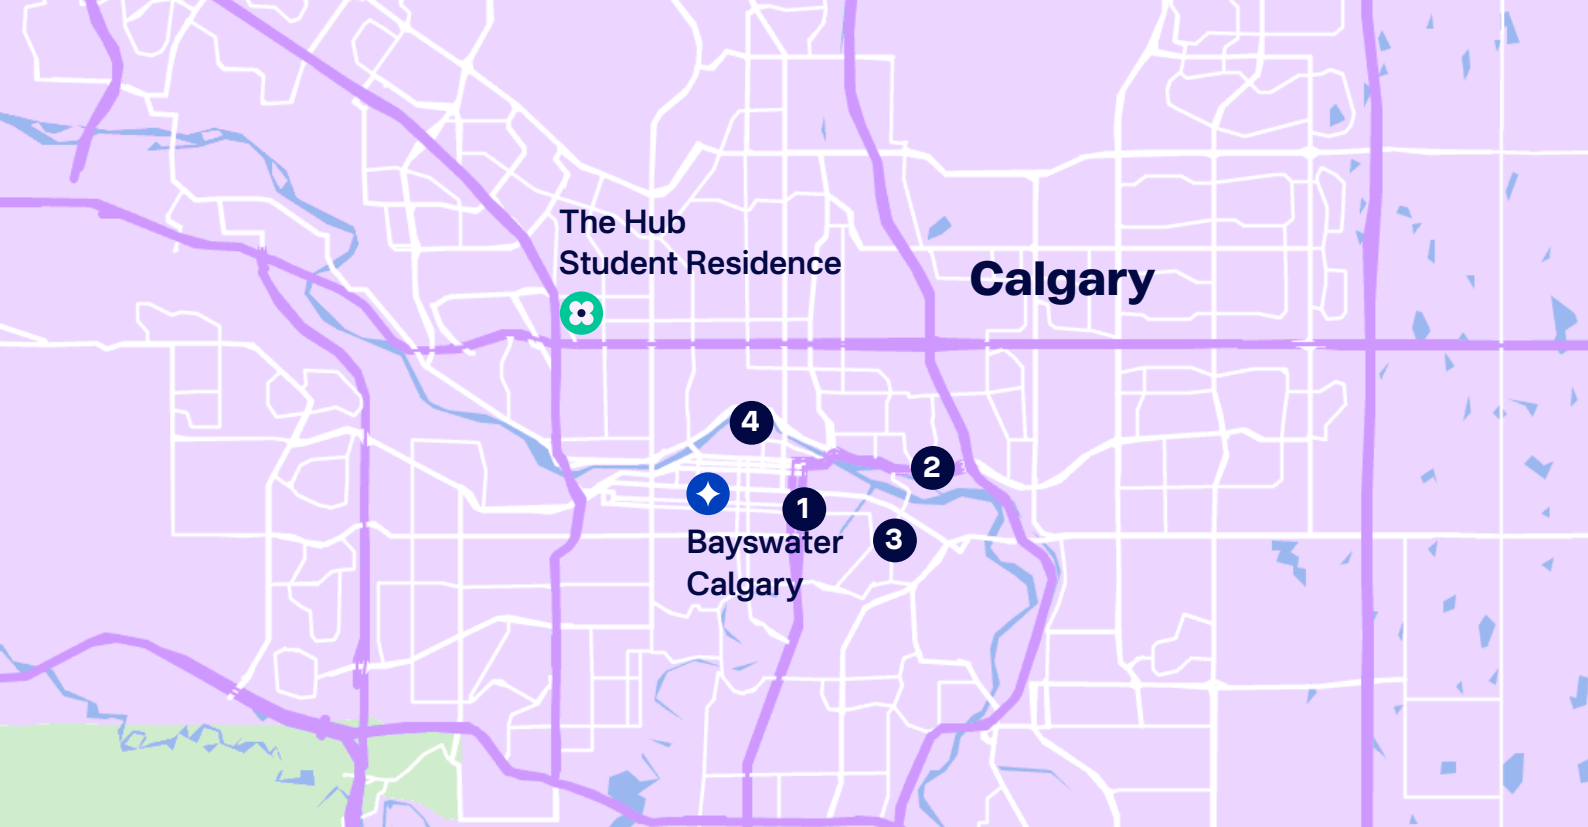 The Hub
Student Residence
Calgary
4
2
1
3
Bayswater
Calgary